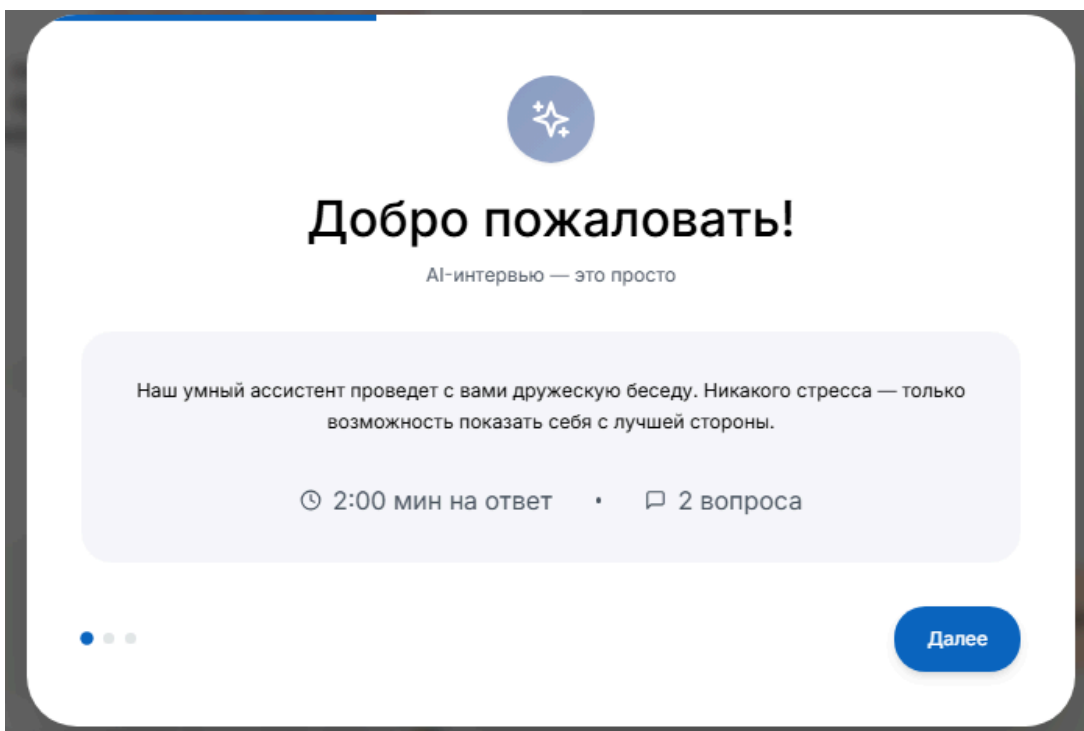 Добро пожаловать!
AI-интервью — это просто
Наш умный ассистент проведет с вами дружескую беседу. Никакого стресса — только
возможность показать себя с лучшей стороны.
2:00 мин на ответ • 2 вопроса
Далее